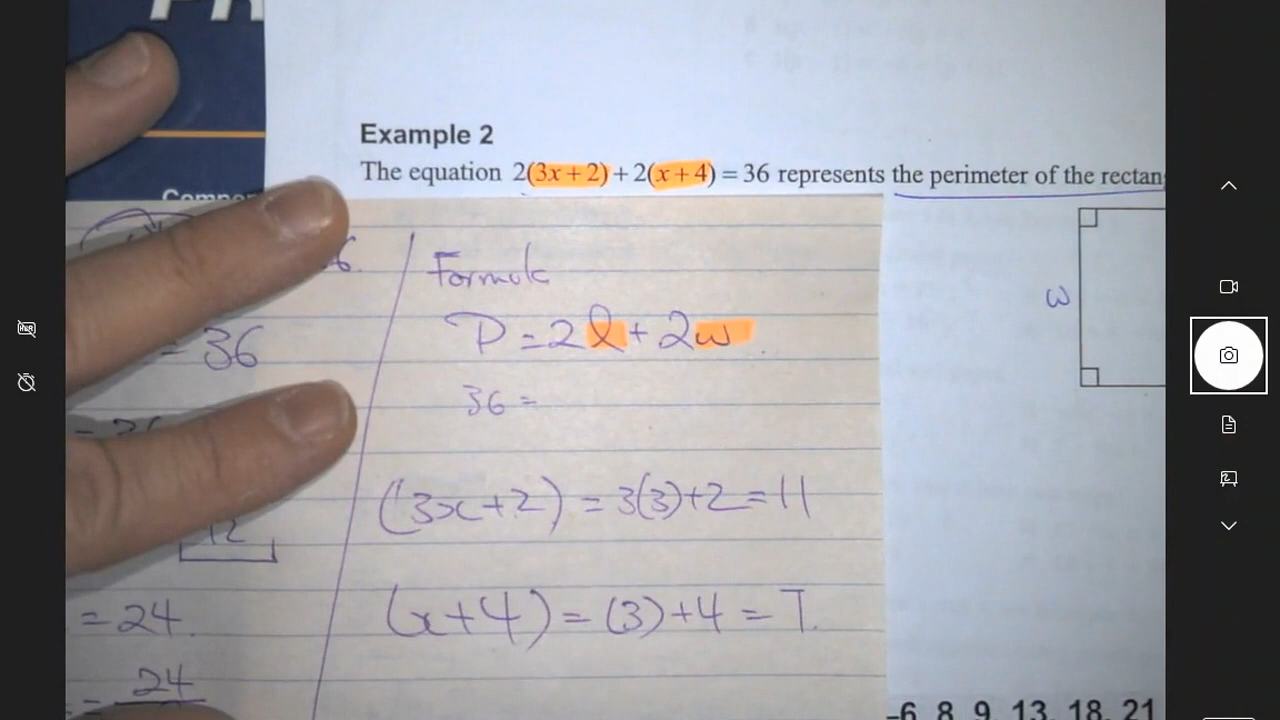 Example 2
The equation 2(3x + 2) + 2(x + 4) = 36 represents the perimeter of the rectan
6.
Formula
P = 2l + 2w
w
= 36
36 =
(3x+2) = 3(3)+2 = 11
12
(x+4) = (3)+4 = 7.
= 24.
= 24
-6, 8, 9, 13, 18, 21